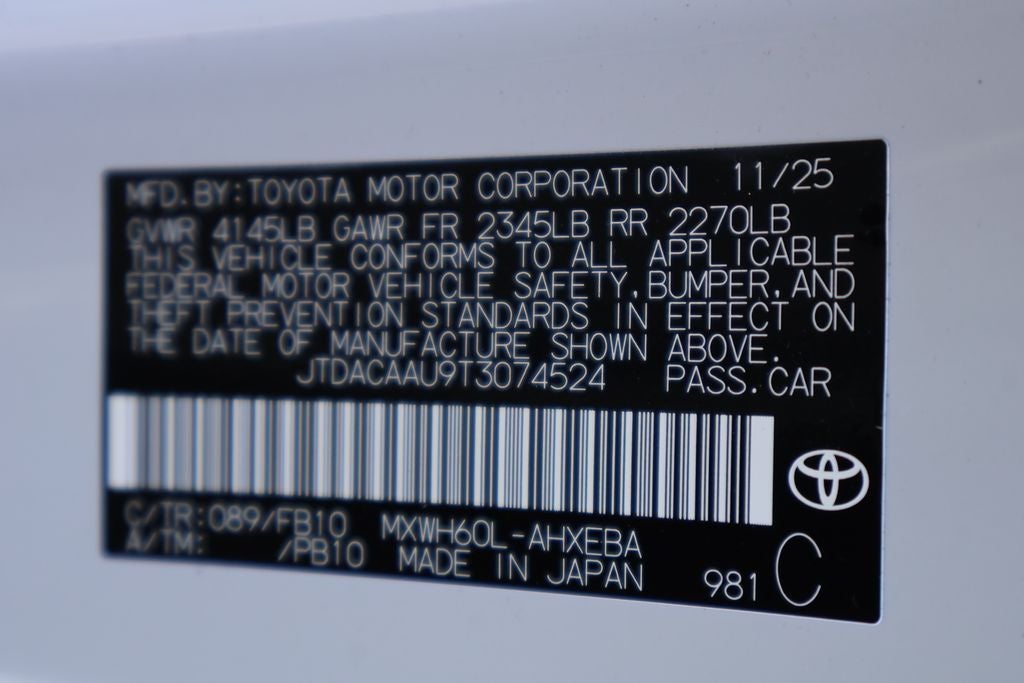 MFD. BY: TOYOTA MOTOR CORPORATION 11/25
GVWR 4145LB GAWR FR 2345LB RR 2270LB
THIS VEHICLE CONFORMS TO ALL APPLICABLE
FEDERAL MOTOR VEHICLE SAFETY, BUMPER, AND
THEFT PREVENTION STANDARDS IN EFFECT ON
THE DATE OF MANUFACTURE SHOWN ABOVE.
JTDACAAU9T3074524 PASS. CAR
C/TR: 089/FB10 MXWH60L-AHXEBA
A/TM: /PB10 MADE IN JAPAN
981 C